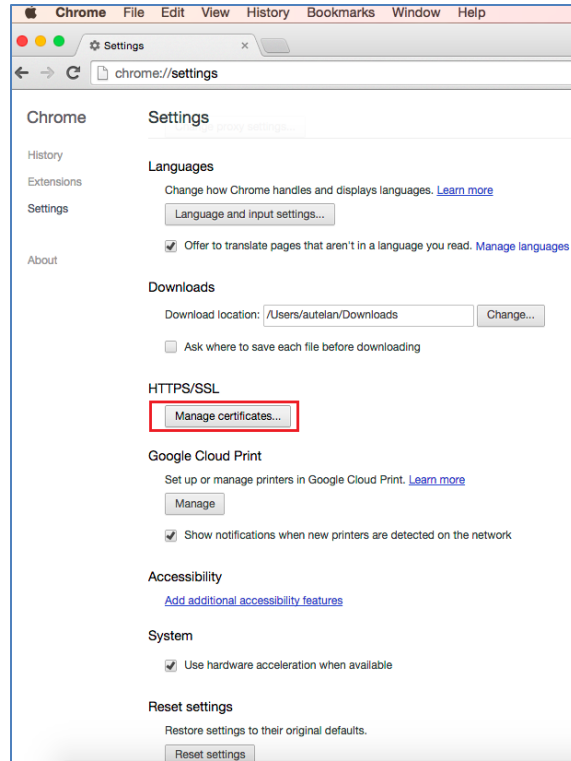 Chrome File Edit View History Bookmarks Window Help
Settings ×
chrome://settings
Chrome
Settings
History
Extensions
Settings
About
Languages
Change how Chrome handles and displays languages. Learn more
Language and input settings...
Offer to translate pages that aren't in a language you read. Manage languages
Downloads
Download location: /Users/autelan/Downloads Change...
Ask where to save each file before downloading
HTTPS/SSL
Manage certificates...
Google Cloud Print
Set up or manage printers in Google Cloud Print. Learn more
Manage
Show notifications when new printers are detected on the network
Accessibility
Add additional accessibility features
System
Use hardware acceleration when available
Reset settings
Restore settings to their original defaults.
Reset settings